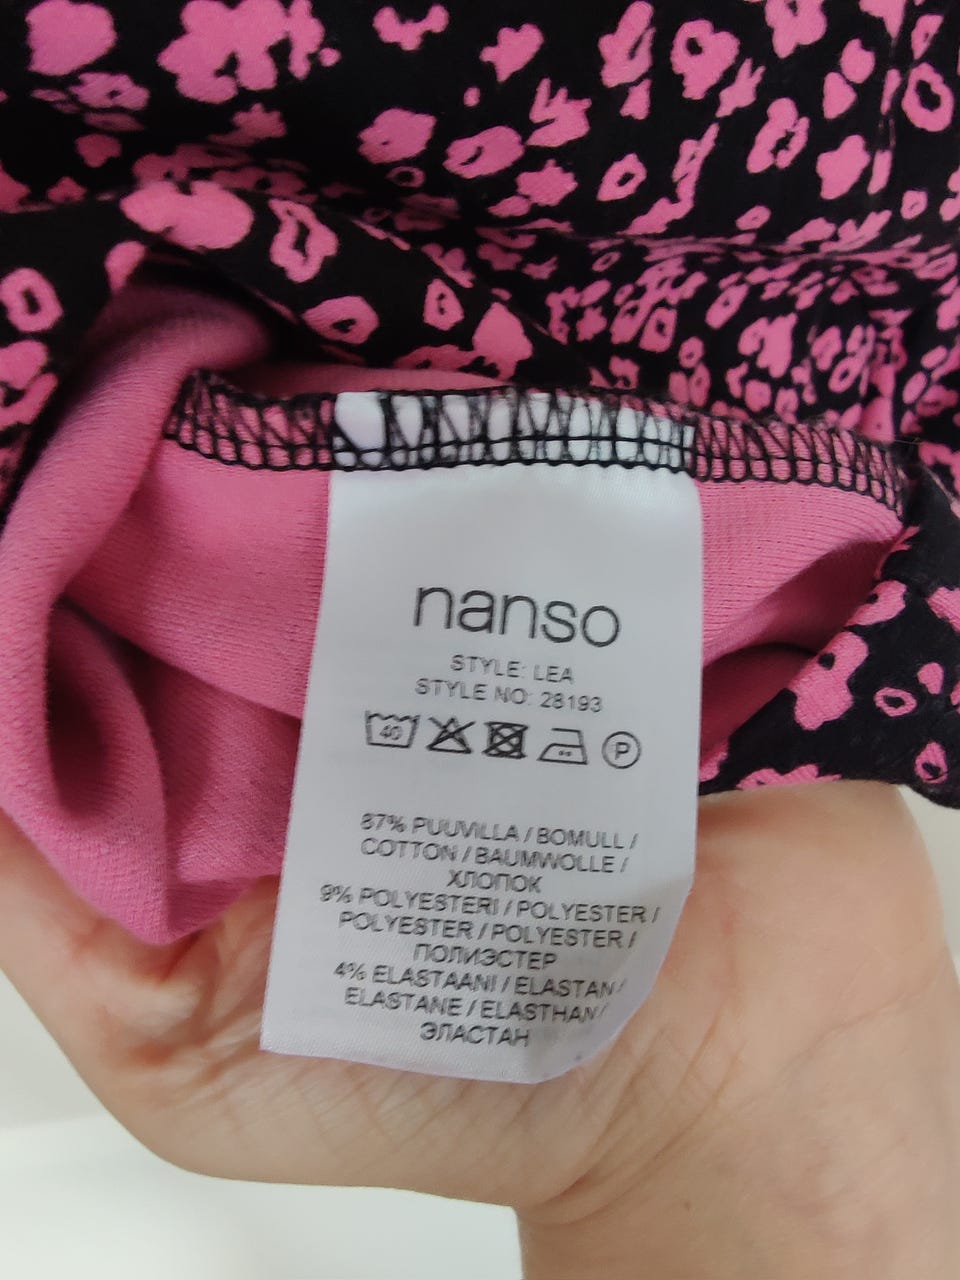 nanso
STYLE: LEA
STYLE NO: 28193
40 P
87% PUUVILLA / BOMULL /
COTTON / BAUMWOLLE /
ХЛОПОК
9% POLYESTERI / POLYESTER /
POLYESTER / POLYESTER /
ПОЛИЭСТЕР
4% ELASTAANI / ELASTAN /
ELASTANE / ELASTHAN /
ЭЛАСТАН